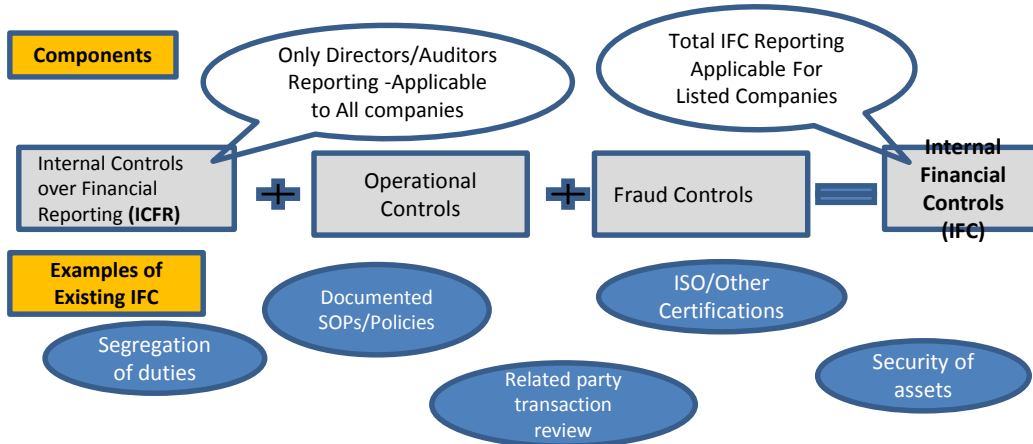 Components
Only Directors/Auditors
Reporting -Applicable
to All companies
Total IFC Reporting
Applicable For
Listed Companies
Internal Controls
over Financial
Reporting (ICFR)
+
Operational
Controls
+
Fraud Controls
=
Internal
Financial
Controls
(IFC)
Examples of
Existing IFC
Segregation
of duties
Documented
SOPs/Policies
Related party
transaction
review
ISO/Other
Certifications
Security of
assets